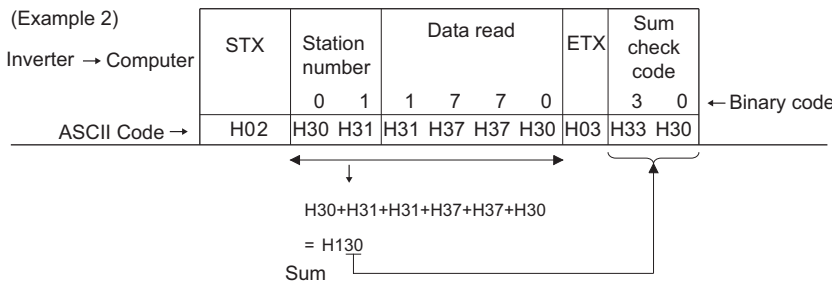 (Example 2)
Inverter → Computer
STX
Station number
Data read
ETX
Sum check code
0 1 1 7 7 0 3 0
← Binary code
ASCII Code →
H02 H30 H31 H31 H37 H37 H30 H03 H33 H30
H30+H31+H31+H37+H37+H30
= H130
Sum